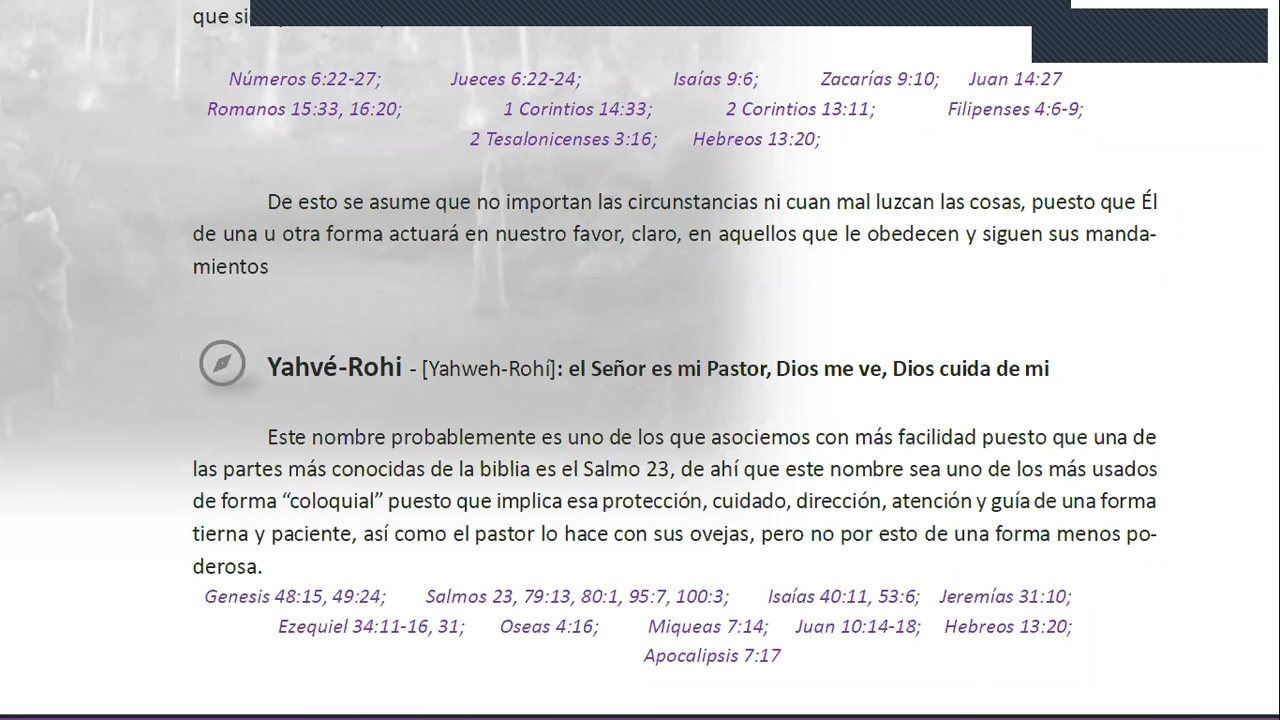 que si
Números 6:22-27; Jueces 6:22-24; Isaías 9:6; Zacarías 9:10; Juan 14:27
Romanos 15:33, 16:20; 1 Corintios 14:33; 2 Corintios 13:11; Filipenses 4:6-9;
2 Tesalonicenses 3:16; Hebreos 13:20;
De esto se asume que no importan las circunstancias ni cuan mal luzcan las cosas, puesto que Él
de una u otra forma actuará en nuestro favor, claro, en aquellos que le obedecen y siguen sus manda-
mientos
Yahvé-Rohi - [Yahweh-Rohí]: el Señor es mi Pastor, Dios me ve, Dios cuida de mi
Este nombre probablemente es uno de los que asociemos con más facilidad puesto que una de
las partes más conocidas de la biblia es el Salmo 23, de ahí que este nombre sea uno de los más usados
de forma “coloquial” puesto que implica esa protección, cuidado, dirección, atención y guía de una forma
tierna y paciente, así como el pastor lo hace con sus ovejas, pero no por esto de una forma menos po-
derosa.
Genesis 48:15, 49:24; Salmos 23, 79:13, 80:1, 95:7, 100:3; Isaías 40:11, 53:6; Jeremías 31:10;
Ezequiel 34:11-16, 31; Oseas 4:16; Miqueas 7:14; Juan 10:14-18; Hebreos 13:20;
Apocalipsis 7:17